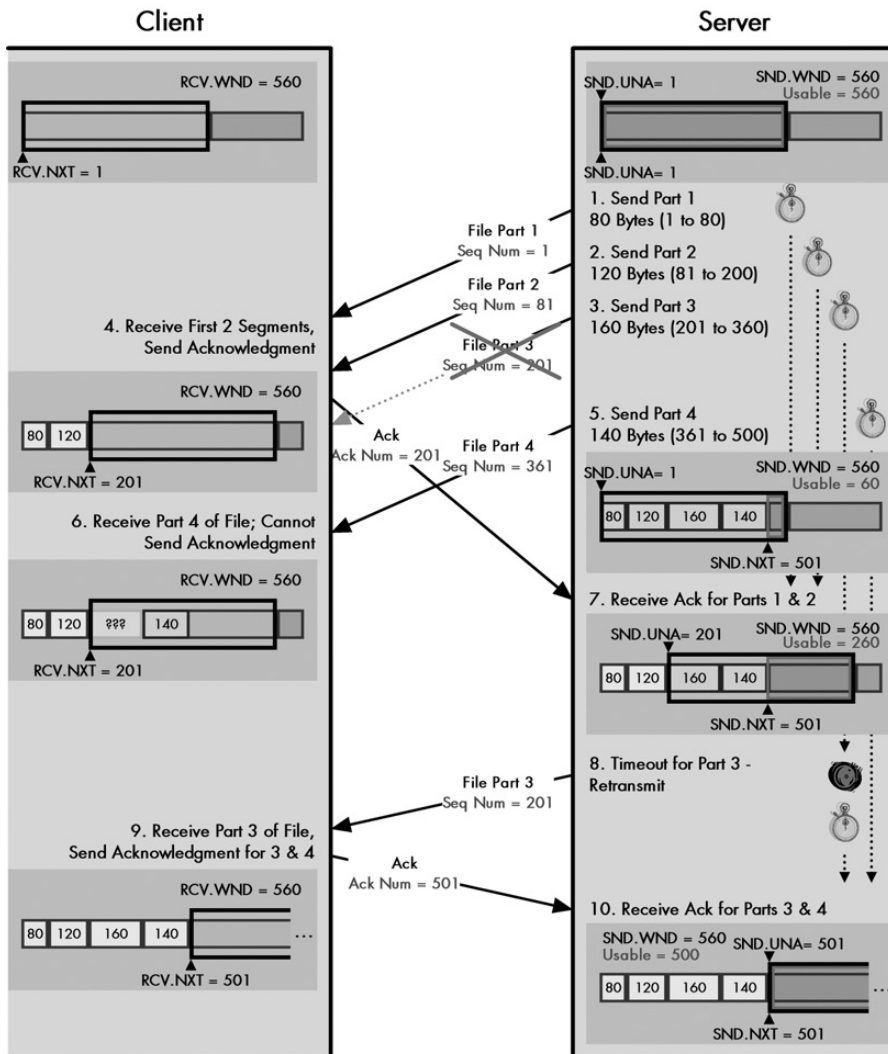 Client
Server
RCV.WND = 560
RCV.NXT = 1
SND.UNA= 1
SND.WND = 560
Usable = 560
SND.UNA= 1
1. Send Part 1
80 Bytes (1 to 80)
File Part 1
Seq Num = 1
2. Send Part 2
120 Bytes (81 to 200)
File Part 2
Seq Num = 81
3. Send Part 3
160 Bytes (201 to 360)
File Part 3
Seq Num = 201
4. Receive First 2 Segments,
Send Acknowledgment
RCV.WND = 560
80 120
RCV.NXT = 201
Ack
Ack Num = 201
5. Send Part 4
140 Bytes (361 to 500)
File Part 4
Seq Num = 361
SND.UNA= 1
SND.WND = 560
Usable = 60
80 120 160 140
SND.NXT = 501
6. Receive Part 4 of File; Cannot
Send Acknowledgment
RCV.WND = 560
80 120 ??? 140
RCV.NXT = 201
7. Receive Ack for Parts 1 & 2
SND.UNA= 201
SND.WND = 560
Usable = 260
80 120 160 140
SND.NXT = 501
8. Timeout for Part 3 -
Retransmit
File Part 3
Seq Num = 201
9. Receive Part 3 of File,
Send Acknowledgment for 3 & 4
RCV.WND = 560
80 120 160 140 ...
RCV.NXT = 501
Ack
Ack Num = 501
10. Receive Ack for Parts 3 & 4
SND.WND = 560
Usable = 500
SND.UNA= 501
80 120 160 140 ...
SND.NXT = 501